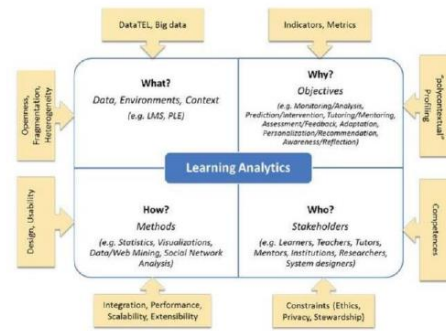 DataTEL, Big data
Indicators, Metrics
Openness,
Fragmentation,
Heterogeneity
What?
Data, Environments, Context
(e.g. LMS, PLE)
Why?
Objectives
(e.g. Monitoring/Analysis,
Prediction/Intervention, Tutoring/Mentoring,
Assessment/Feedback, Adaptation,
Personalization/Recommendation,
Awareness/Reflection)
"polycontextual"
Profiling
Learning Analytics
Design, Usability
How?
Methods
(e.g. Statistics, Visualizations,
Data/Web Mining, Social Network
Analysis)
Who?
Stakeholders
(e.g. Learners, Teachers, Tutors,
Mentors, Institutions, Researchers,
System designers)
Competences
Integration, Performance,
Scalability, Extensibility
Constraints (Ethics,
Privacy, Stewardship)